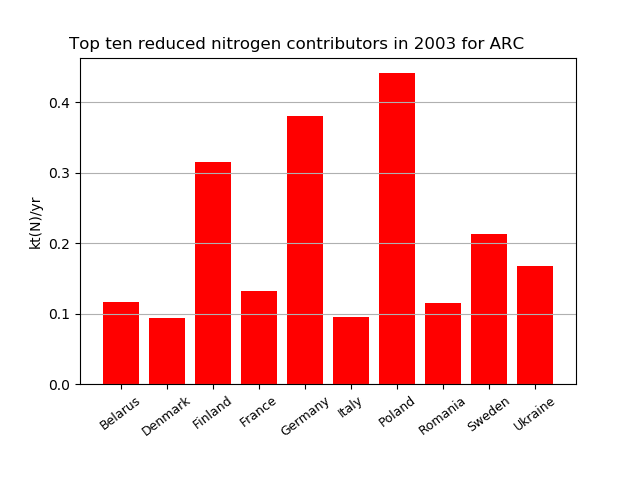 Top ten reduced nitrogen contributors in 2003 for ARC
kt(N)/yr
0.4
0.3
0.2
0.1
0.0
Belarus
Denmark
Finland
France
Germany
Italy
Poland
Romania
Sweden
Ukraine